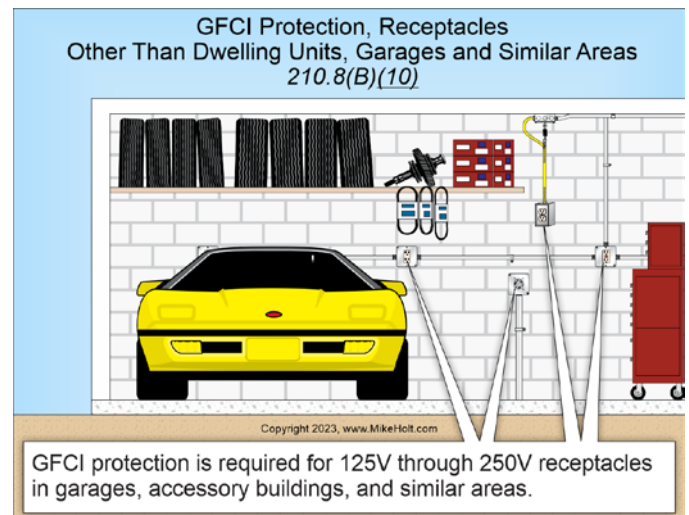 GFCI Protection, Receptacles
Other Than Dwelling Units, Garages and Similar Areas
210.8(B)(10)
Copyright 2023, www.MikeHolt.com
GFCI protection is required for 125V through 250V receptacles
in garages, accessory buildings, and similar areas.